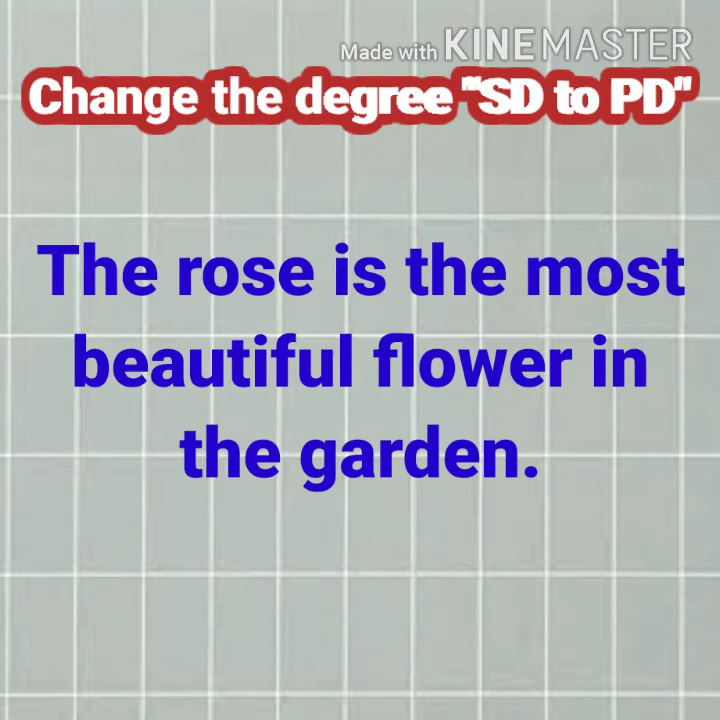 Made with KINEMASTER
Change the degree "SD to PD"
The rose is the most
beautiful flower in
the garden.